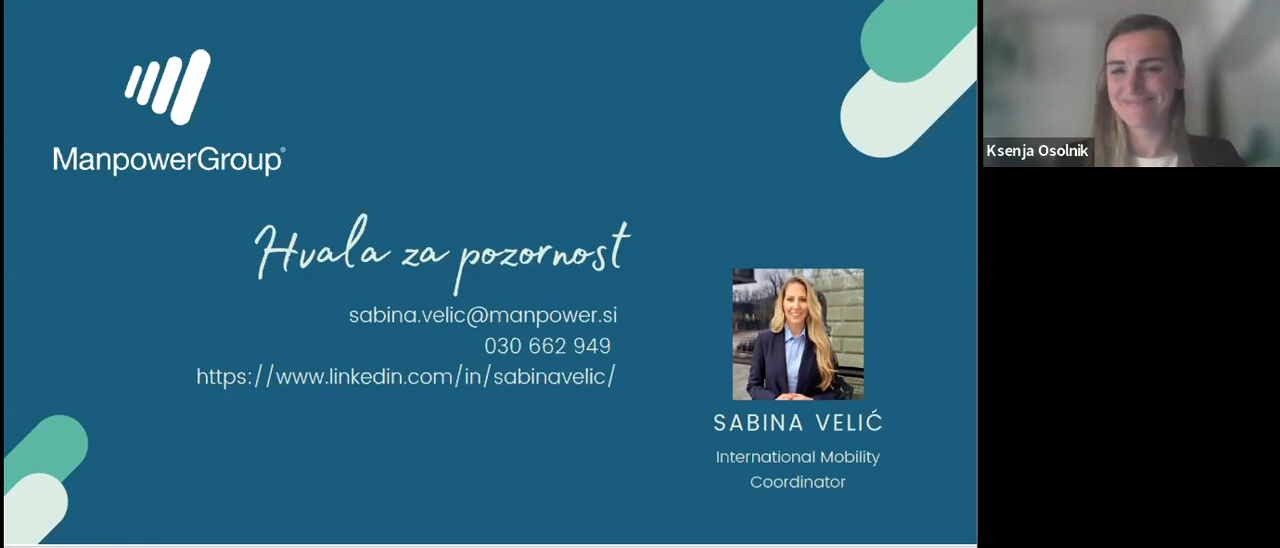 ManpowerGroup®
Hvala za pozornost
sabina.velic@manpower.si
030 662 949
https://www.linkedin.com/in/sabinavelic/
SABINA VELIĆ
International Mobility
Coordinator
Ksenja Osolnik